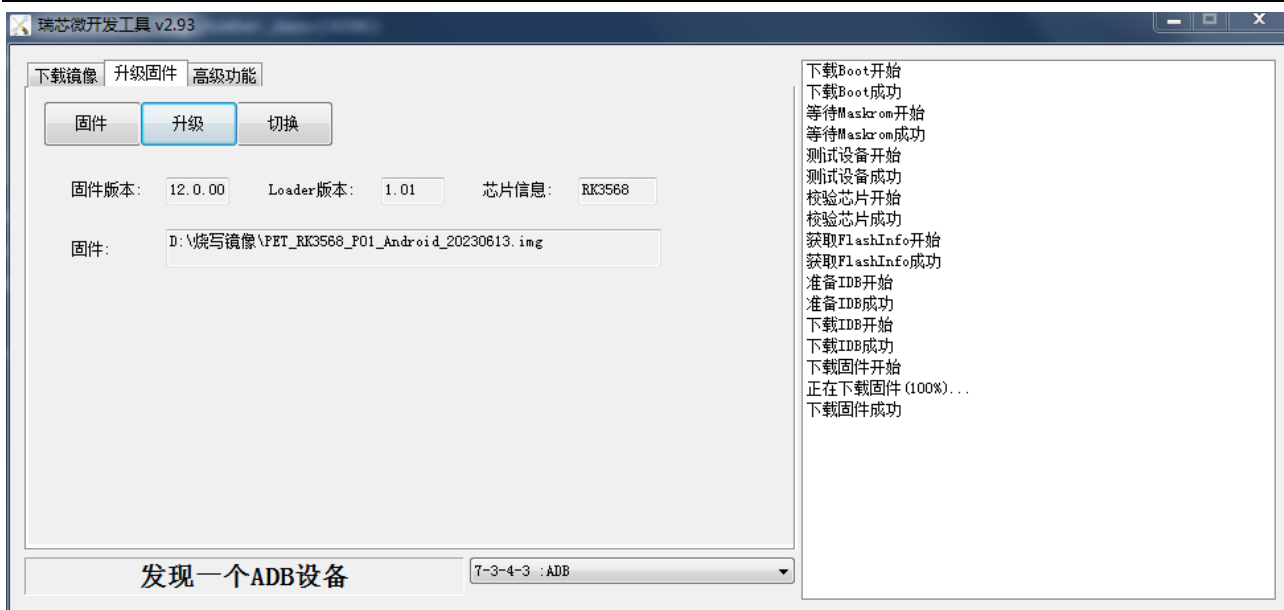 瑞芯微开发工具 v2.93
下载镜像 升级固件 高级功能
固件 升级 切换
固件版本: 12.0.00 Loader版本: 1.01 芯片信息: RK3568
固件: D:\烧写镜像\PET_RK3568_P01_Android_20230613.img
发现一个ADB设备 7-3-4-3 :ADB
下载Boot开始
下载Boot成功
等待Maskrom开始
等待Maskrom成功
测试设备开始
测试设备成功
校验芯片开始
校验芯片成功
获取FlashInfo开始
获取FlashInfo成功
准备IDB开始
准备IDB成功
下载IDB开始
下载IDB成功
下载固件开始
正在下载固件(100%)...
下载固件成功